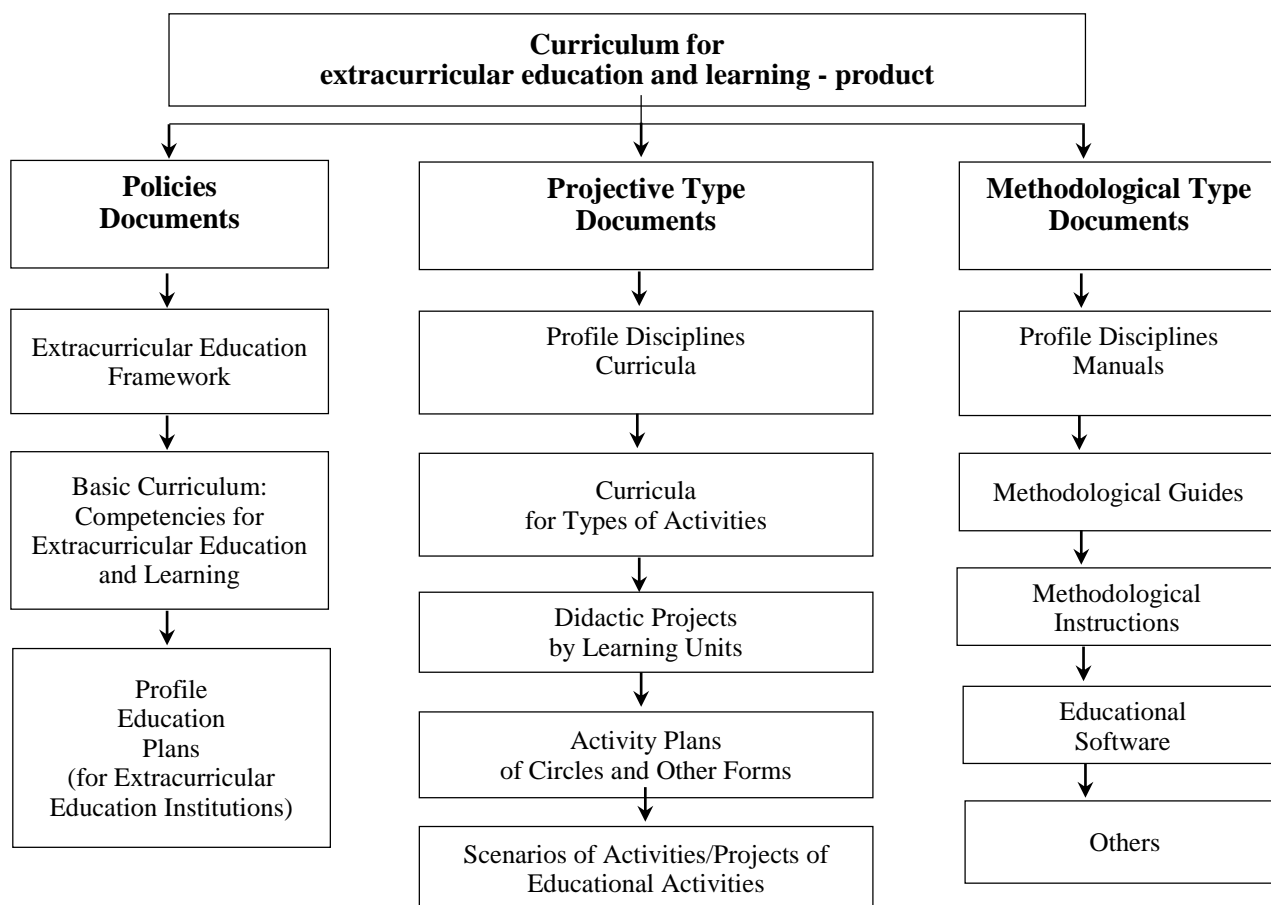 Curriculum for
extracurricular education and learning - product
Policies
Documents
Extracurricular Education
Framework
Basic Curriculum:
Competencies for
Extracurricular Education
and Learning
Profile
Education
Plans
(for Extracurricular
Education Institutions)
Projective Type
Documents
Profile Disciplines
Curricula
Curricula
for Types of Activities
Didactic Projects
by Learning Units
Activity Plans
of Circles and Other Forms
Scenarios of Activities/Projects of
Educational Activities
Methodological Type
Documents
Profile Disciplines
Manuals
Methodological Guides
Methodological
Instructions
Educational
Software
Others